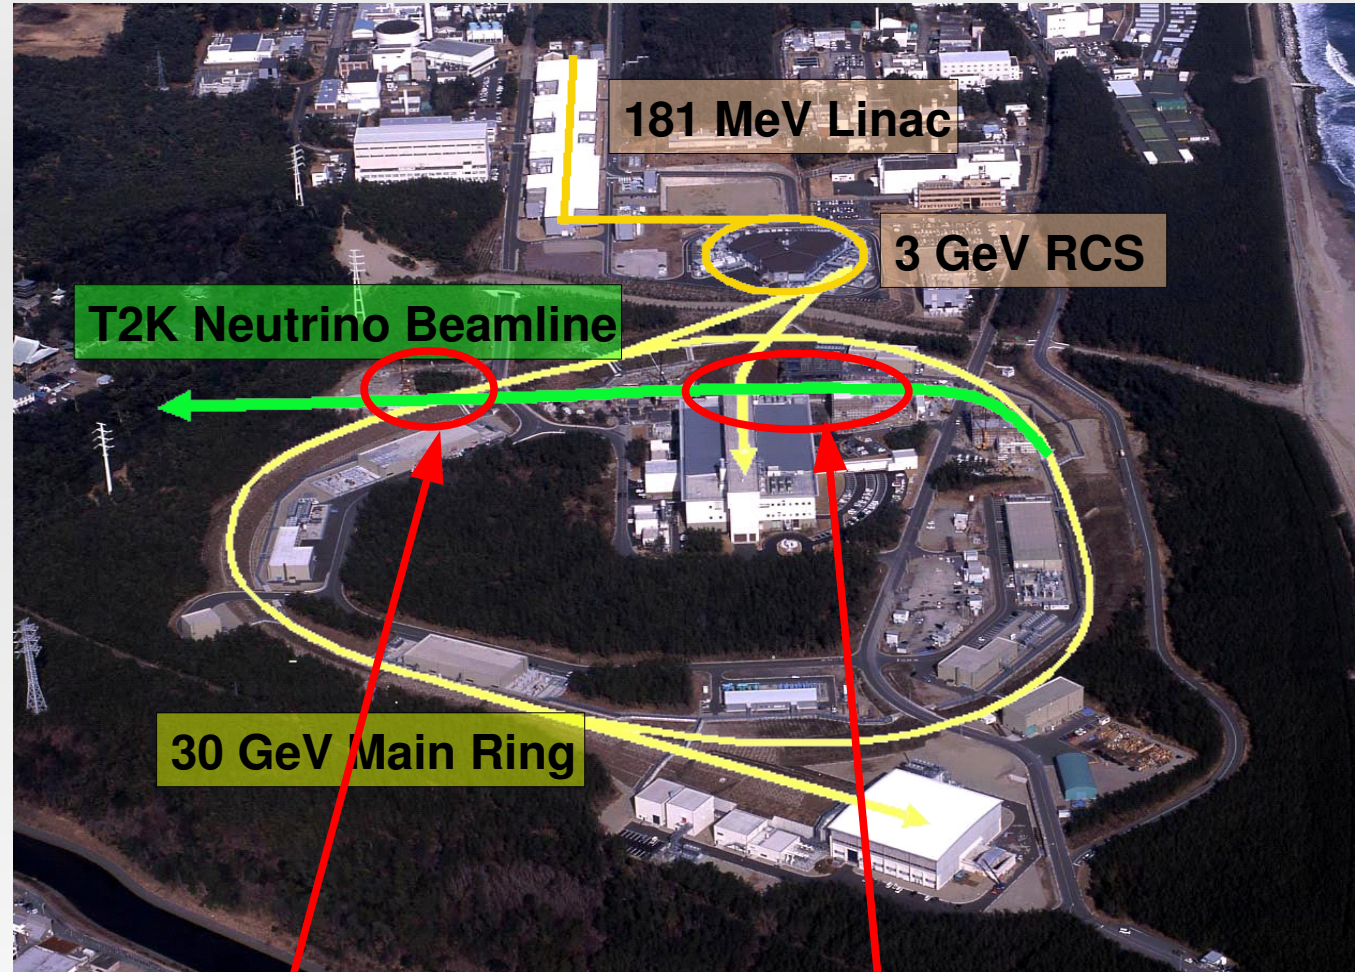 181 MeV Linac
3 GeV RCS
T2K Neutrino Beamline
30 GeV Main Ring